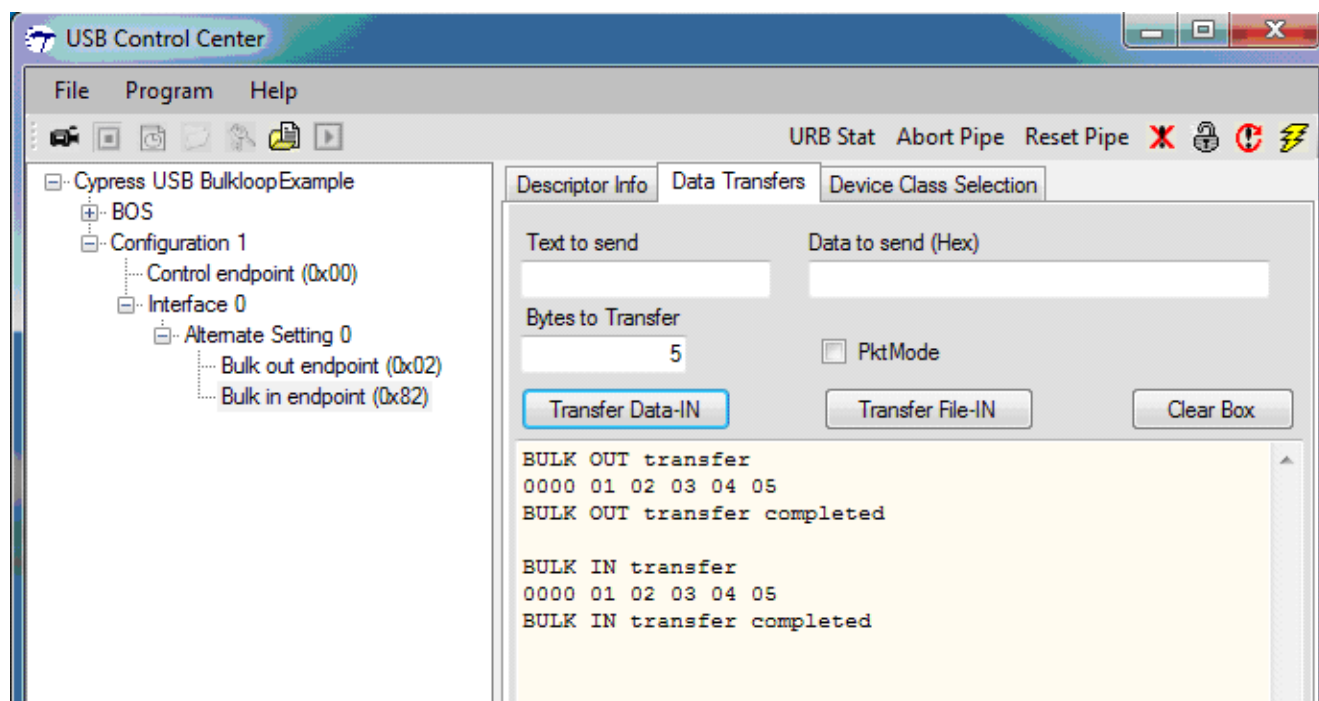 USB Control Center
File Program Help
URB Stat Abort Pipe Reset Pipe
Cypress USB BulkloopExample
BOS
Configuration 1
Control endpoint (0x00)
Interface 0
Alternate Setting 0
Bulk out endpoint (0x02)
Bulk in endpoint (0x82)
Descriptor Info Data Transfers Device Class Selection
Text to send Data to send (Hex)
Bytes to Transfer
5 PktMode
Transfer Data-IN Transfer File-IN Clear Box
BULK OUT transfer
0000 01 02 03 04 05
BULK OUT transfer completed
BULK IN transfer
0000 01 02 03 04 05
BULK IN transfer completed